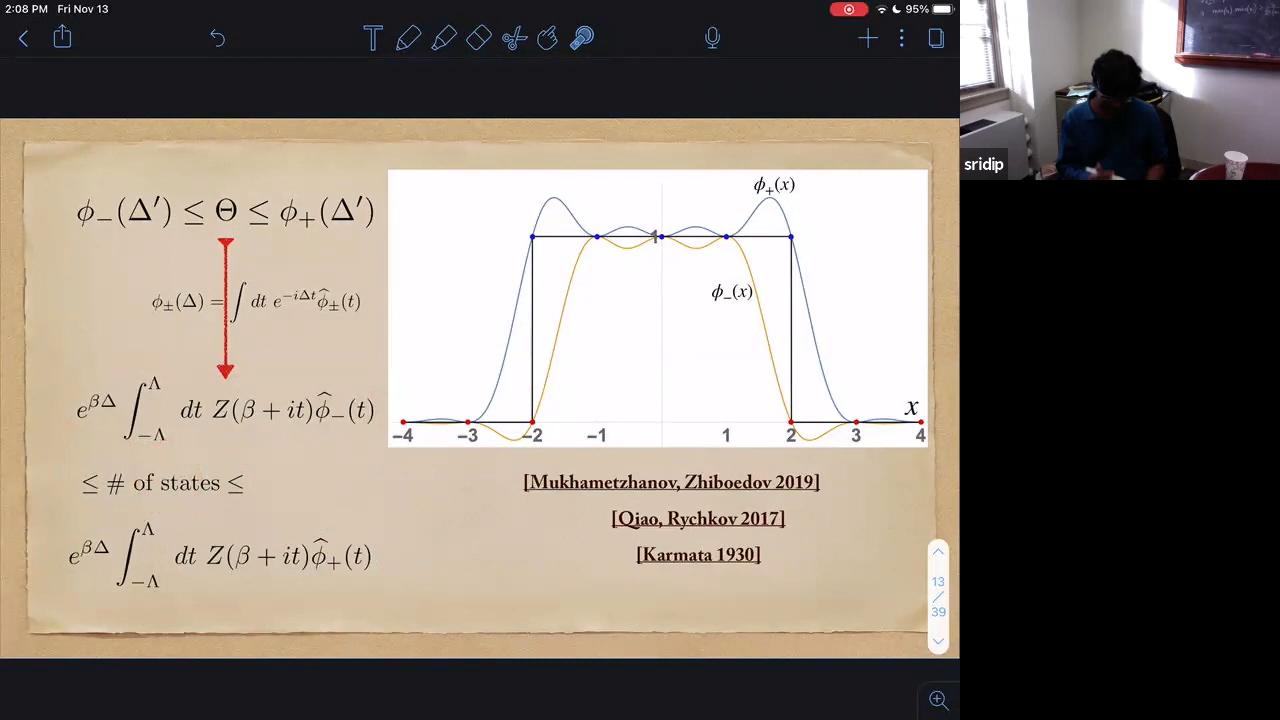 2:08 PM Fri Nov 13
95%
sridip
ϕ₋(Δ′) ≤ Θ ≤ ϕ₊(Δ′)
ϕ±(Δ) = ∫ dt e^{−iΔt} ϕ̂±(t)
e^{βΔ} ∫_{−Λ}^{Λ} dt Z(β + it)ϕ̂₋(t)
≤ # of states ≤
e^{βΔ} ∫_{−Λ}^{Λ} dt Z(β + it)ϕ̂₊(t)
ϕ₊(x)
1
ϕ₋(x)
x
−4 −3 −2 −1 1 2 3 4
[Mukhametzhanov, Zhiboedov 2019]
[Qiao, Rychkov 2017]
[Karmata 1930]
13
/
39